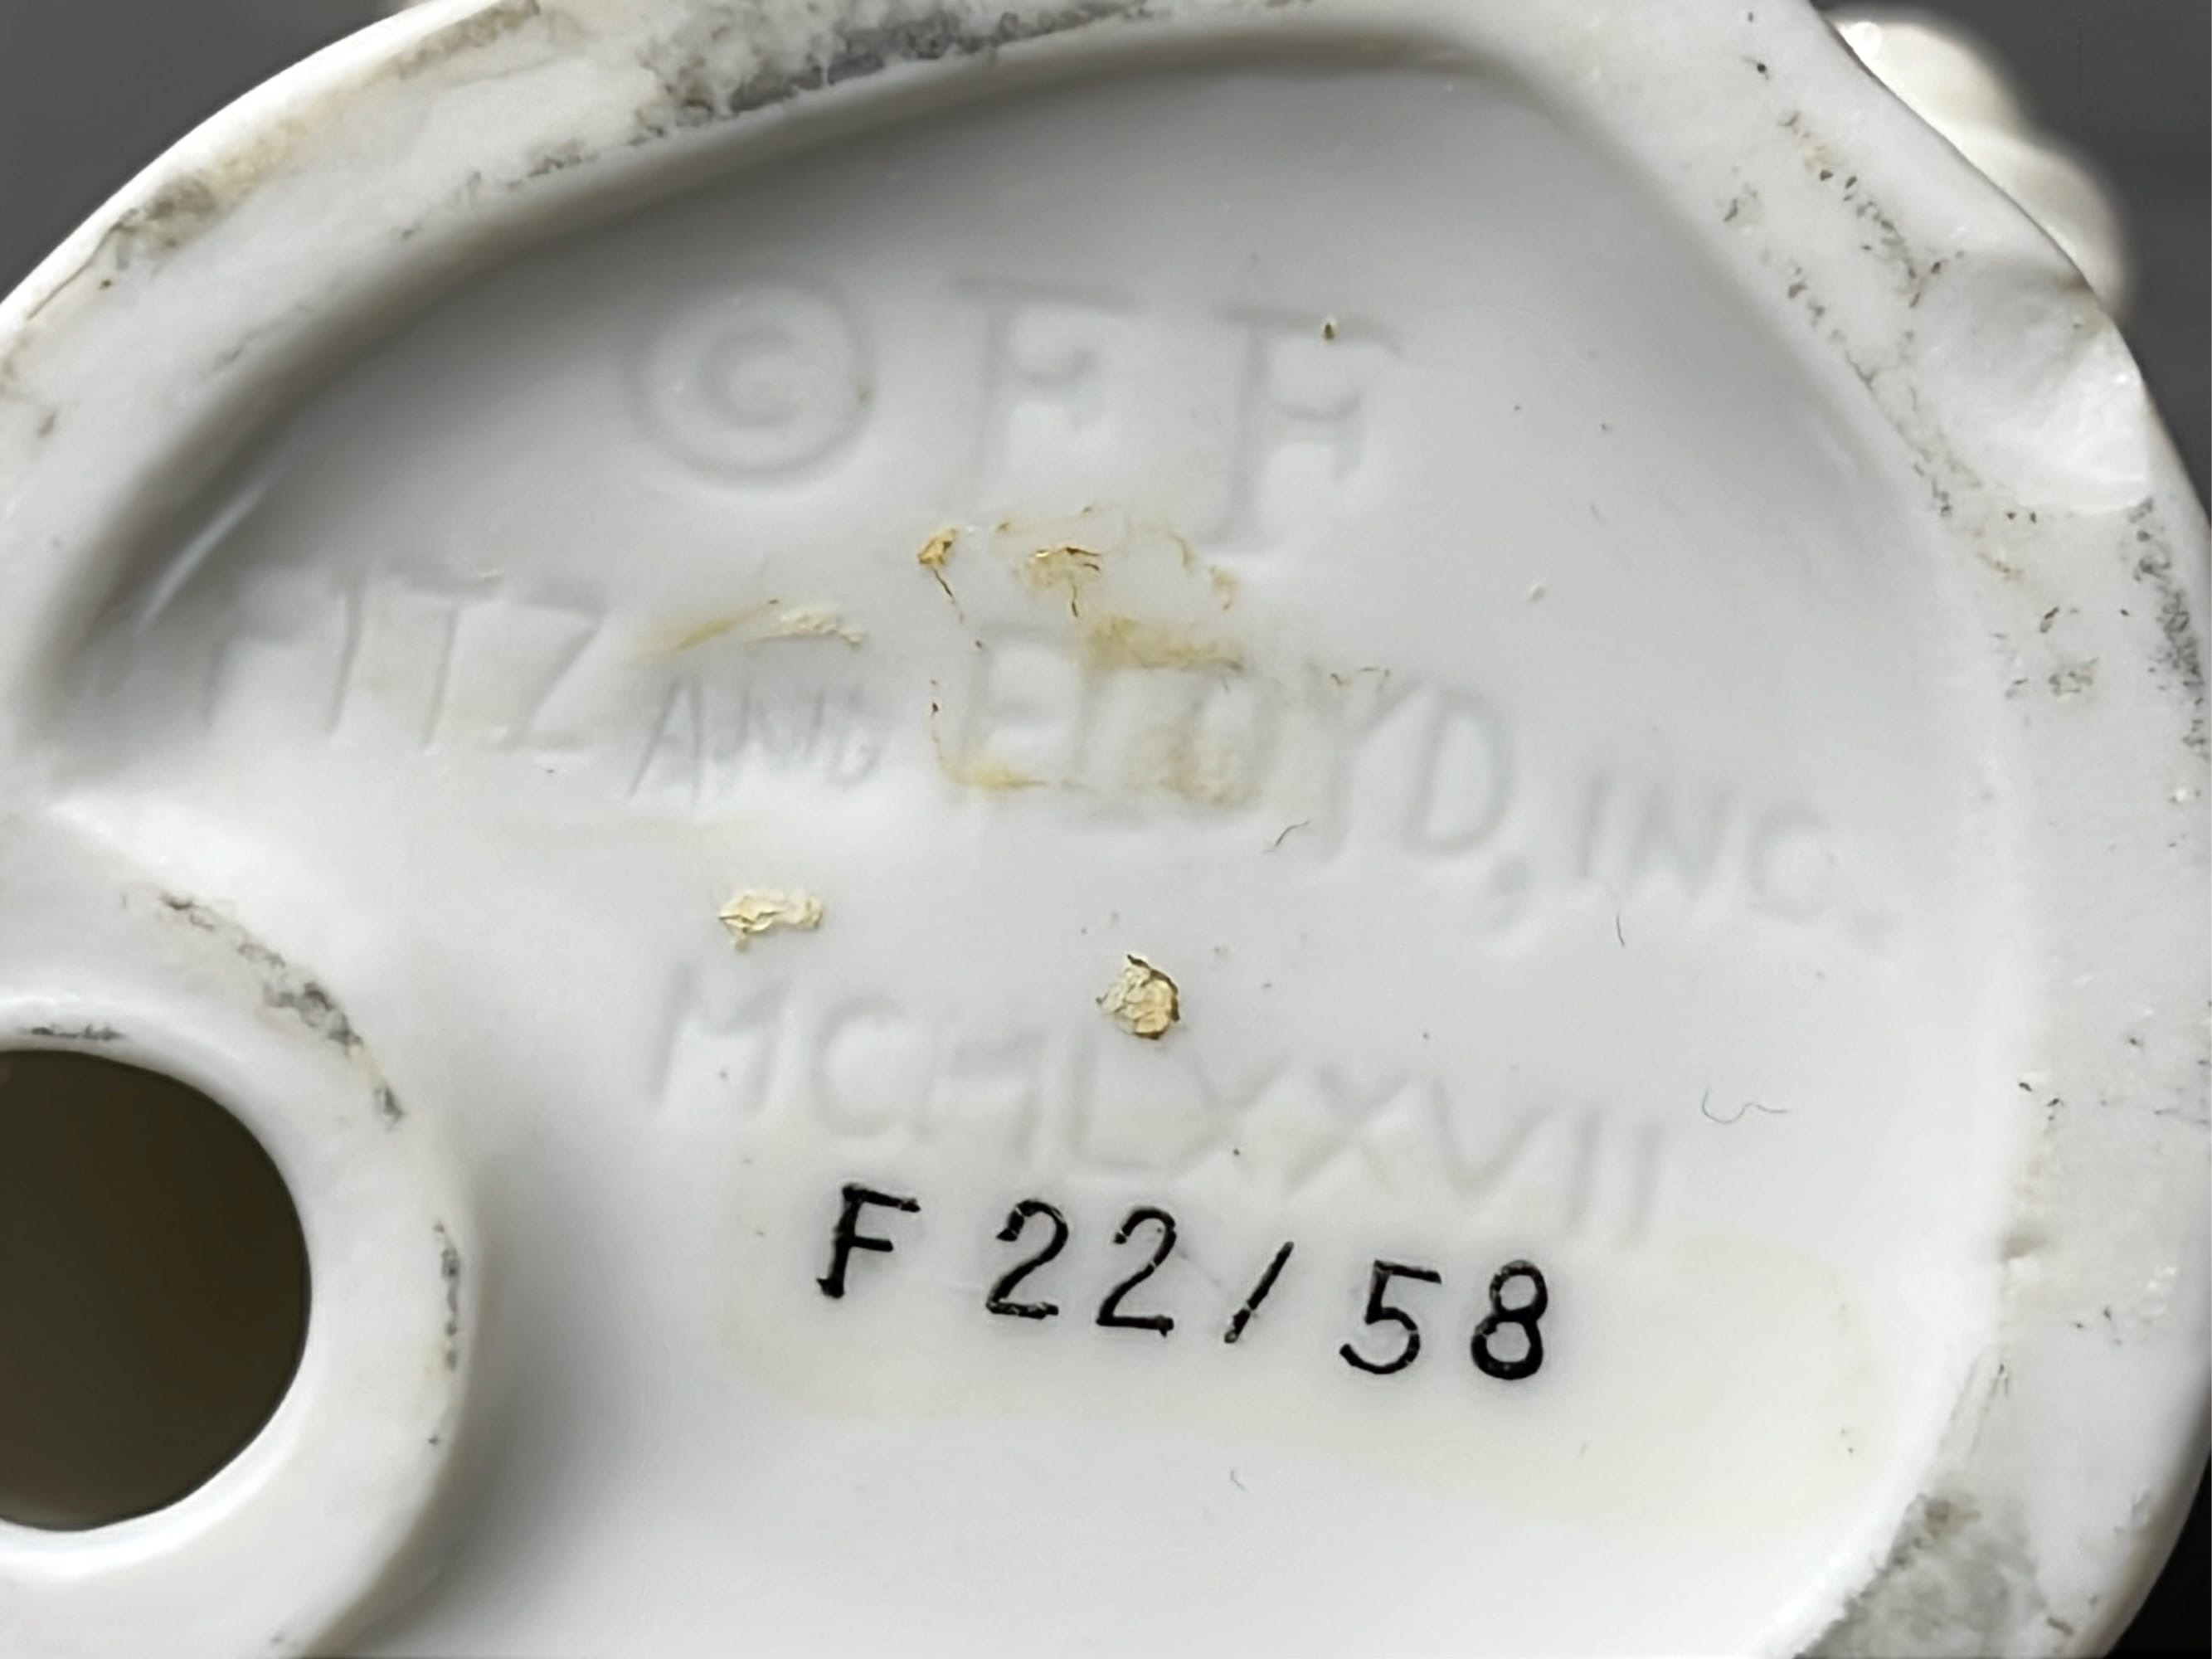 © FF
FITZ AND FLOYD, INC.
MCMLXXVII
F 22/58